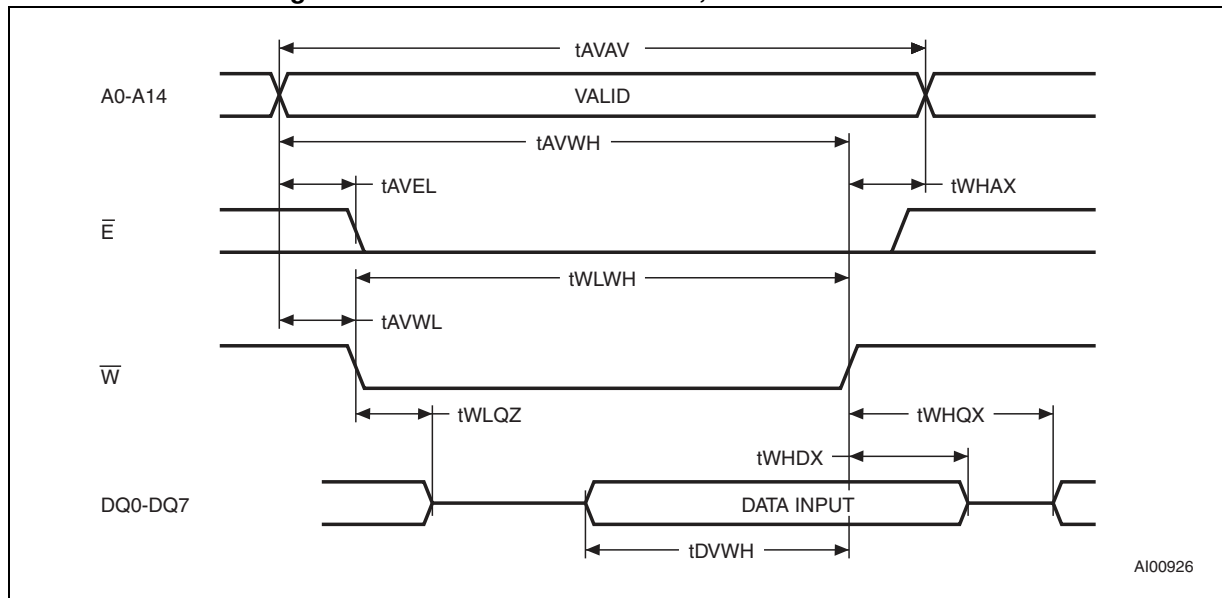 tAVAV
A0-A14
VALID
tAVWH
tAVEL
tWHAX
E̅
tWLWH
tAVWL
W̅
tWLQZ
tWHQX
tWHDX
DQ0-DQ7
DATA INPUT
tDVWH
AI00926